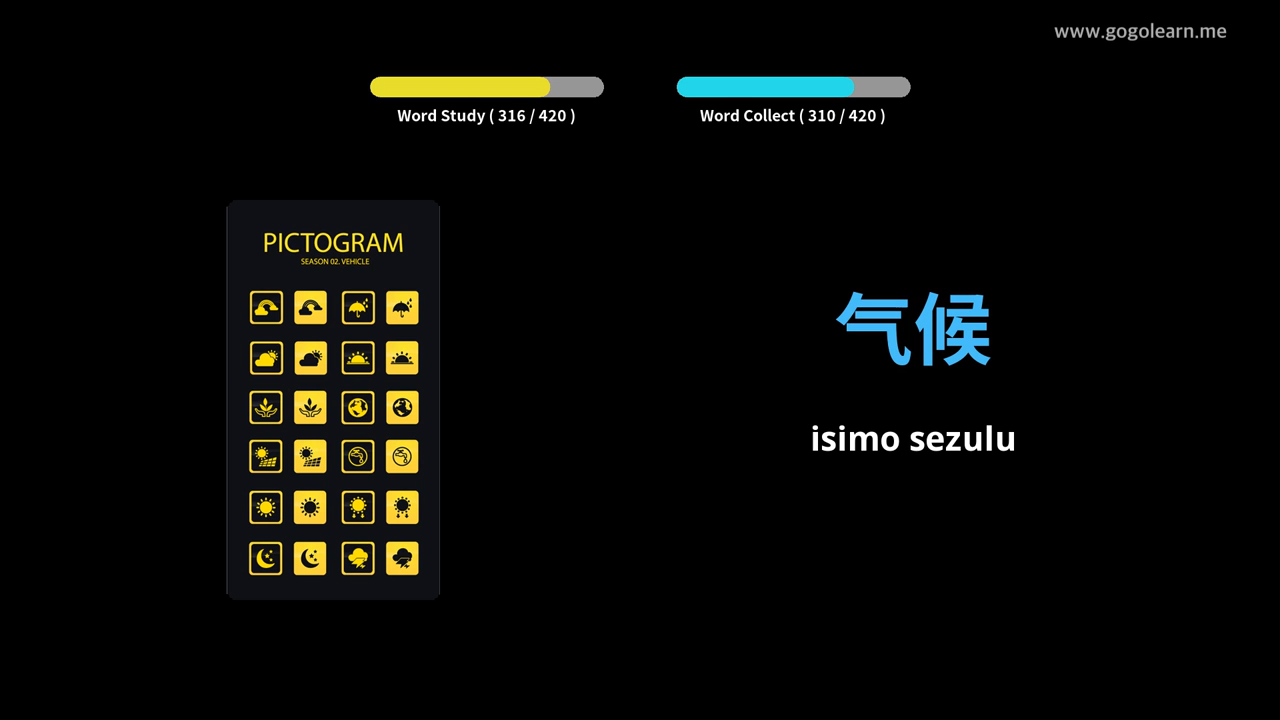 www.gogolearn.me
Word Study ( 316 / 420 )
Word Collect ( 310 / 420 )
PICTOGRAM
SEASON 02. VEHICLE
气候
isimo sezulu